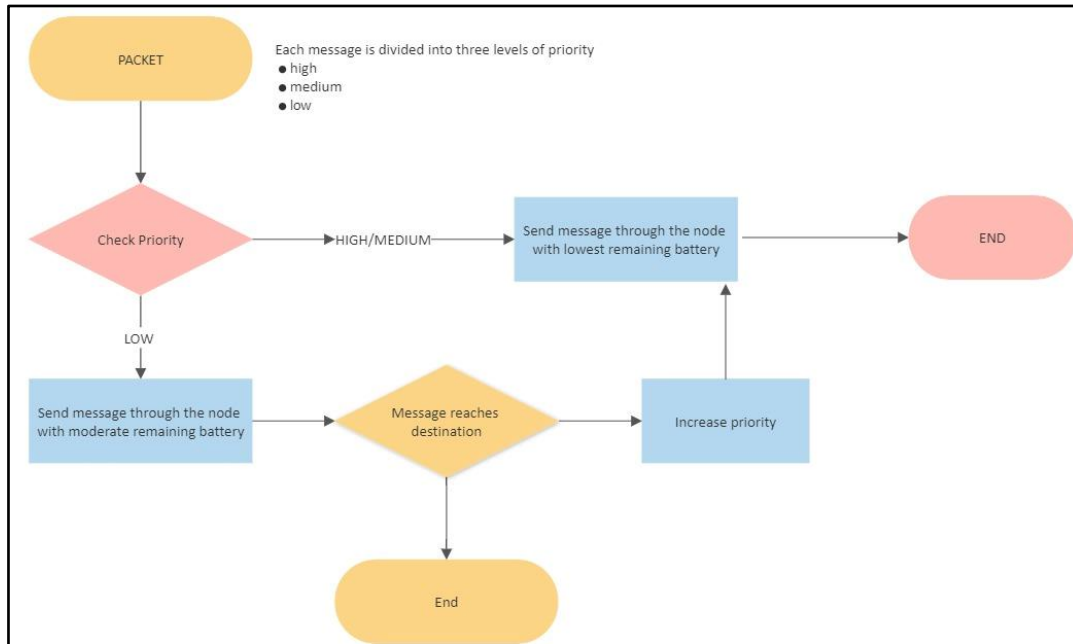 PACKET
Each message is divided into three levels of priority
● high
● medium
● low
Check Priority
HIGH/MEDIUM
Send message through the node
with lowest remaining battery
END
LOW
Send message through the node
with moderate remaining battery
Message reaches
destination
Increase priority
End